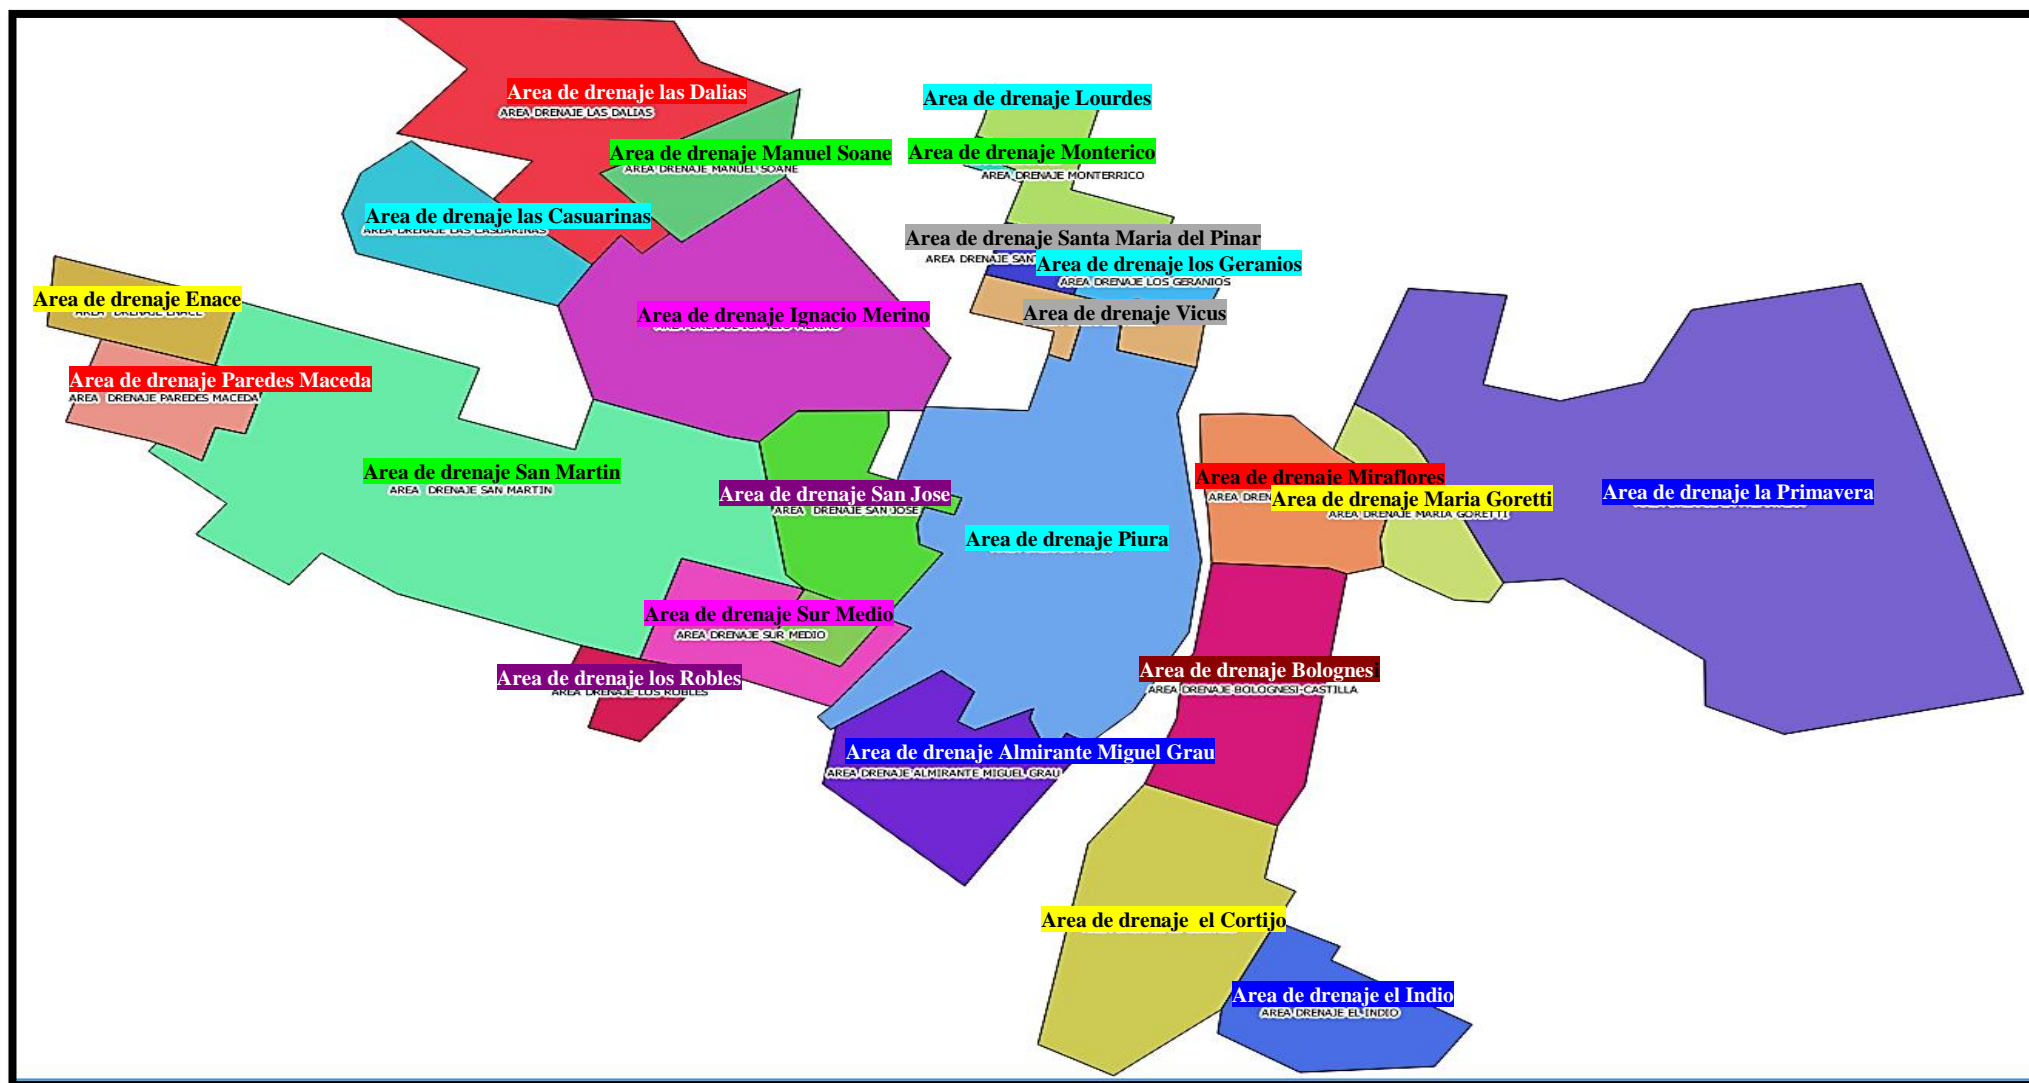 Area de drenaje las Dalias
AREA DRENAJE LAS DALIAS
Area de drenaje Lourdes
Area de drenaje Manuel Soane
AREA DRENAJE MANUEL SOANE
Area de drenaje Monterico
AREA DRENAJE MONTERRICO
Area de drenaje las Casuarinas
AREA DRENAJE LAS CASUARINAS
Area de drenaje Santa Maria del Pinar
AREA DRENAJE SANT
Area de drenaje los Geranios
AREA DRENAJE LOS GERANIOS
Area de drenaje Enace
AREA DRENAJE ENACE
Area de drenaje Ignacio Merino
Area de drenaje Vicus
Area de drenaje Paredes Maceda
AREA DRENAJE PAREDES MACEDA
Area de drenaje San Martin
AREA DRENAJE SAN MARTIN
Area de drenaje San Jose
AREA DRENAJE SAN JOSE
Area de drenaje Miraflores
AREA DREN
Area de drenaje Maria Goretti
AREA DRENAJE MARIA GORETTI
Area de drenaje la Primavera
Area de drenaje Piura
Area de drenaje Sur Medio
AREA DRENAJE SUR MEDIO
Area de drenaje los Robles
AREA DRENAJE LOS ROBLES
Area de drenaje Bolognesi
AREA DRENAJE BOLOGNESI-CASTILLA
Area de drenaje Almirante Miguel Grau
AREA DRENAJE ALMIRANTE MIGUEL GRAU
Area de drenaje el Cortijo
Area de drenaje el Indio
AREA DRENAJE EL INDIO